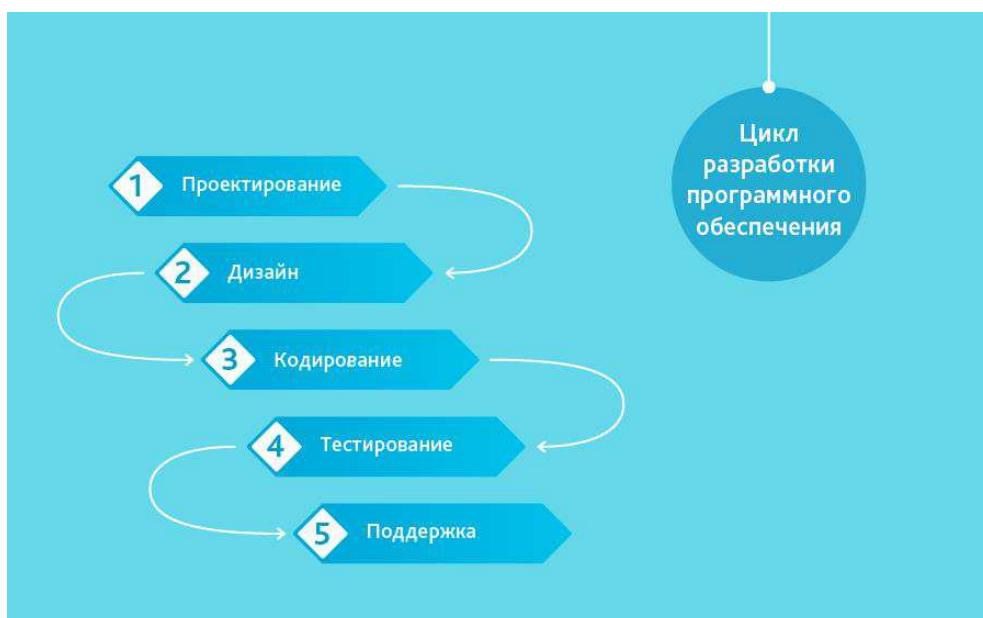 Цикл
разработки
программного
обеспечения
1 Проектирование
2 Дизайн
3 Кодирование
4 Тестирование
5 Поддержка